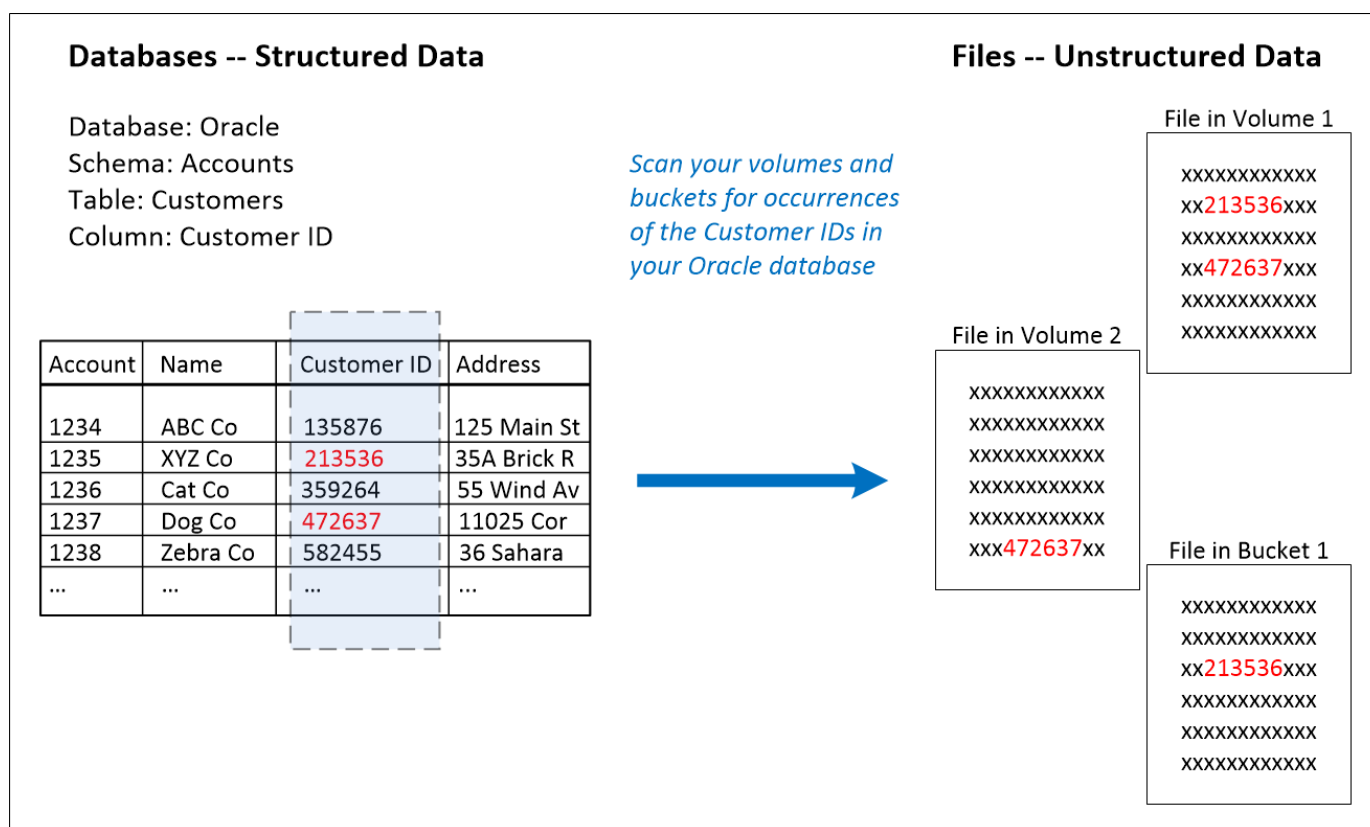 Databases -- Structured Data
Database: Oracle
Schema: Accounts
Table: Customers
Column: Customer ID
Scan your volumes and
buckets for occurrences
of the Customer IDs in
your Oracle database
Account Name Customer ID Address
1234 ABC Co 135876 125 Main St
1235 XYZ Co 213536 35A Brick R
1236 Cat Co 359264 55 Wind Av
1237 Dog Co 472637 11025 Cor
1238 Zebra Co 582455 36 Sahara
... ... ... ...
Files -- Unstructured Data
File in Volume 1
xxxxxxxxxxxx
xx213536xxx
xxxxxxxxxxxx
xx472637xxx
xxxxxxxxxxxx
xxxxxxxxxxxx
File in Volume 2
xxxxxxxxxxxx
xxxxxxxxxxxx
xxxxxxxxxxxx
xxxxxxxxxxxx
xxxxxxxxxxxx
xxx472637xx
File in Bucket 1
xxxxxxxxxxxx
xxxxxxxxxxxx
xx213536xxx
xxxxxxxxxxxx
xxxxxxxxxxxx
xxxxxxxxxxxx